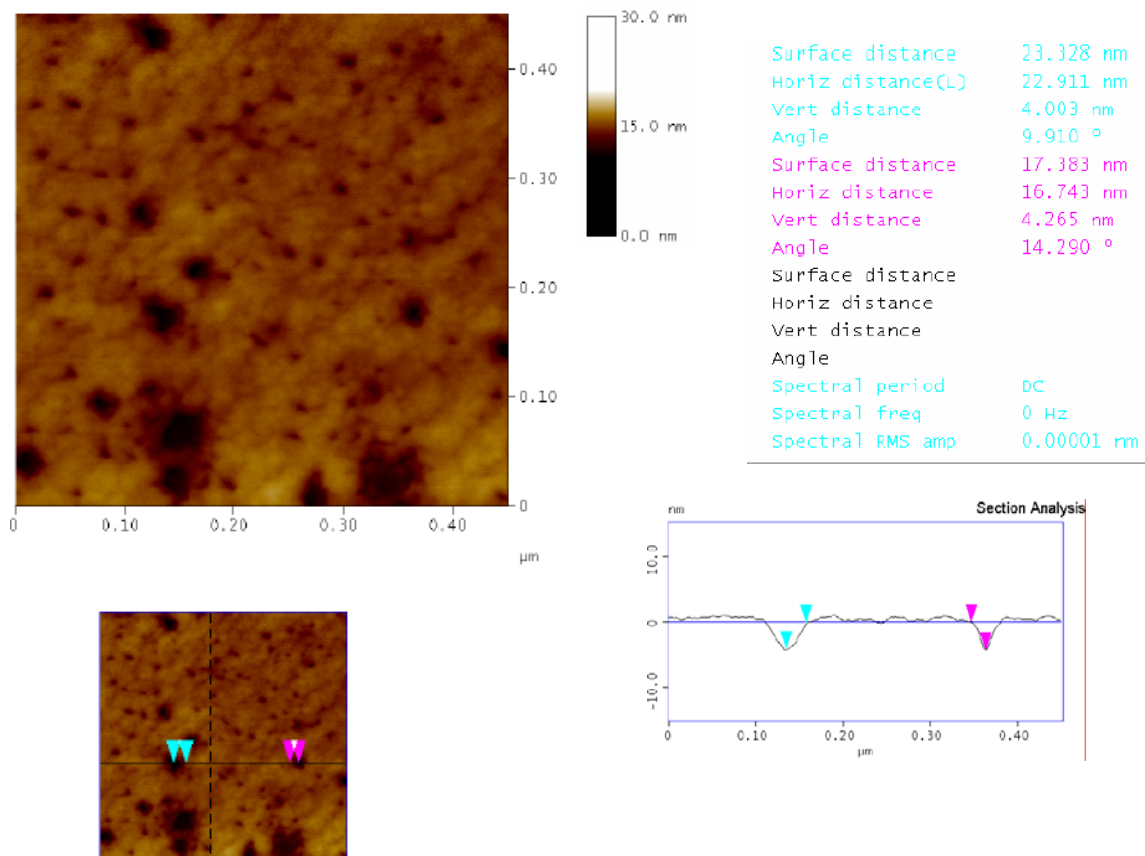 30.0 nm
15.0 nm
0.0 nm
0.40
0.30
0.20
0.10
0
0 0.10 0.20 0.30 0.40
µm
Surface distance 23.328 nm
Horiz distance(L) 22.911 nm
Vert distance 4.003 nm
Angle 9.910 °
Surface distance 17.383 nm
Horiz distance 16.743 nm
Vert distance 4.265 nm
Angle 14.290 °
Surface distance
Horiz distance
Vert distance
Angle
Spectral period DC
Spectral freq 0 Hz
Spectral RMS amp 0.00001 nm
nm Section Analysis
10.0
0
-10.0
0 0.10 0.20 0.30 0.40
µm